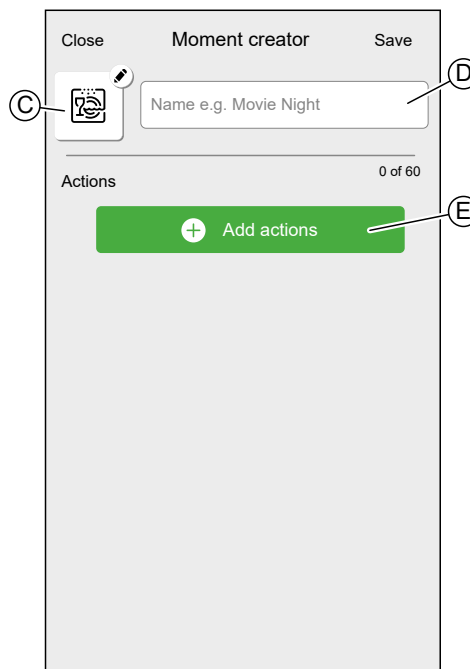 Close Moment creator Save
C Name e.g. Movie Night D
Actions 0 of 60
Add actions E